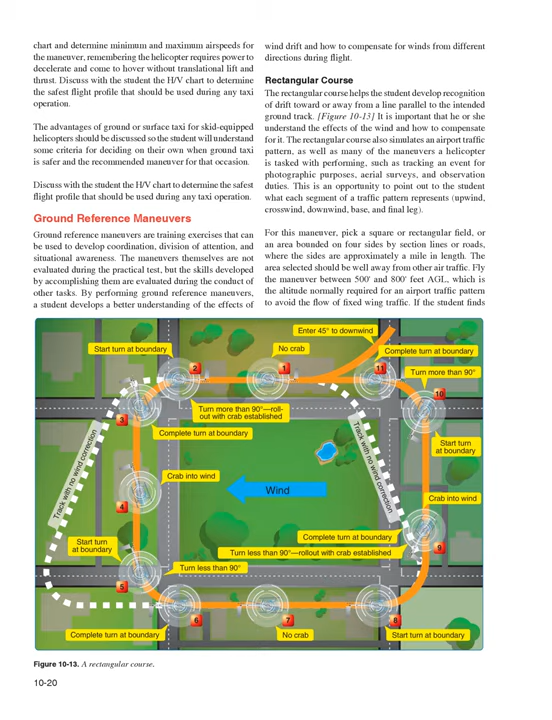 chart and determine minimum and maximum airspeeds for
the maneuver, remembering the helicopter requires power to
decelerate and come to hover without translational lift and
thrust. Discuss with the student the H/V chart to determine
the safest flight profile that should be used during any taxi
operation.
The advantages of ground or surface taxi for skid-equipped
helicopters should be discussed so the student will understand
some criteria for deciding on their own when ground taxi
is safer and the recommended maneuver for that occasion.
Discuss with the student the H/V chart to determine the safest
flight profile that should be used during any taxi operation.
Ground Reference Maneuvers
Ground reference maneuvers are training exercises that can
be used to develop coordination, division of attention, and
situational awareness. The maneuvers themselves are not
evaluated during the practical test, but the skills developed
by accomplishing them are evaluated during the conduct of
other tasks. By performing ground reference maneuvers,
a student develops a better understanding of the effects of
wind drift and how to compensate for winds from different
directions during flight.
Rectangular Course
The rectangular course helps the student develop recognition
of drift toward or away from a line parallel to the intended
ground track. [Figure 10-13] It is important that he or she
understand the effects of the wind and how to compensate
for it. The rectangular course also simulates an airport traffic
pattern, as well as many of the maneuvers a helicopter
is tasked with performing, such as tracking an event for
photographic purposes, aerial surveys, and observation
duties. This is an opportunity to point out to the student
what each segment of a traffic pattern represents (upwind,
crosswind, downwind, base, and final leg).
For this maneuver, pick a square or rectangular field, or
an area bounded on four sides by section lines or roads,
where the sides are approximately a mile in length. The
area selected should be well away from other air traffic. Fly
the maneuver between 500' and 800' feet AGL, which is
the altitude normally required for an airport traffic pattern
to avoid the flow of fixed wing traffic. If the student finds
Enter 45° to downwind
Start turn at boundary
No crab
Complete turn at boundary
2
1
11
Turn more than 90°
10
Turn more than 90°—roll-
out with crab established
3
Complete turn at boundary
Start turn
at boundary
Track with no wind correction
Track with no wind correction
Crab into wind
Wind
Crab into wind
4
Complete turn at boundary
Start turn
at boundary
Turn less than 90°—rollout with crab established
9
Turn less than 90°
5
6
7
8
Complete turn at boundary
No crab
Start turn at boundary
Figure 10-13. A rectangular course.
10-20